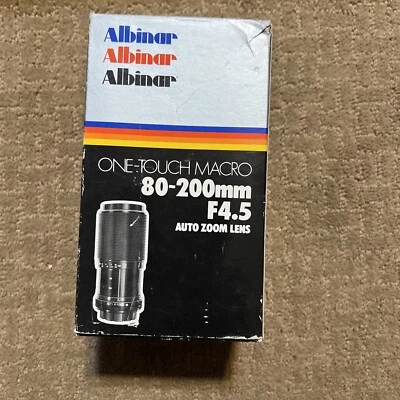 Albinar
Albinar
Albinar
ONE-TOUCH MACRO
80-200mm
F4.5
AUTO ZOOM LENS